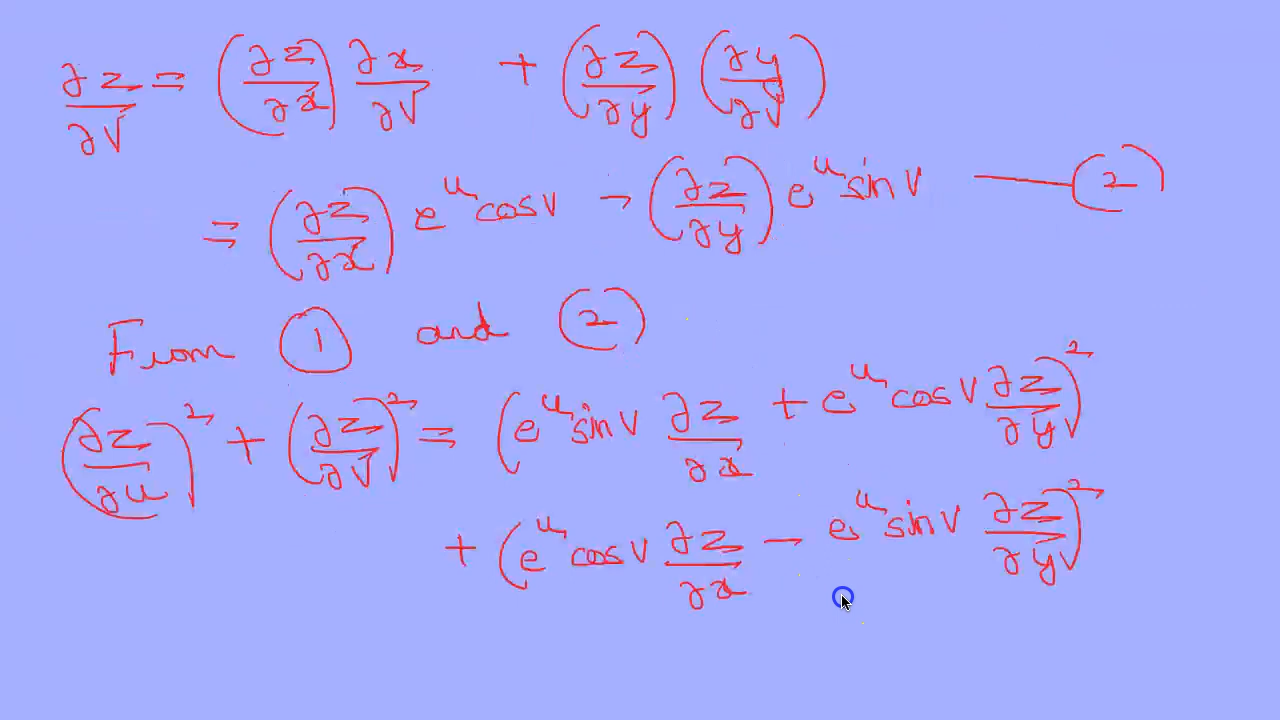 ∂z/∂v = (∂z/∂x) ∂x/∂v + (∂z/∂y) (∂y/∂v)
= (∂z/∂x) e^u cos v - (∂z/∂y) e^u sin v — (2)
From (1) and (2)
(∂z/∂u)^2 + (∂z/∂v)^2 = (e^u sin v ∂z/∂x + e^u cos v ∂z/∂y)^2
+ (e^u cos v ∂z/∂x - e^u sin v ∂z/∂y)^2